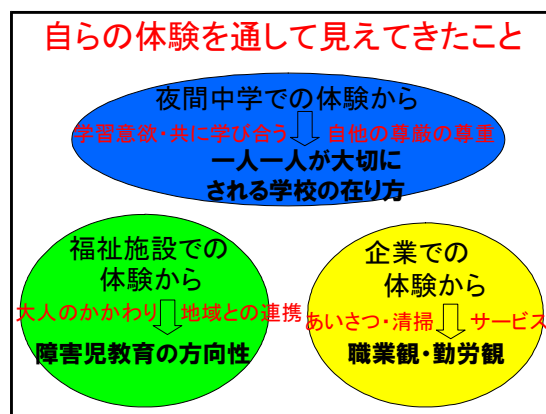 自らの体験を通して見えてきたこと
夜間中学での体験から
学習意欲・共に学び合う 自他の尊厳の尊重
一人一人が大切に
される学校の在り方
福祉施設での
体験から
大人のかかわり 地域との連携
障害児教育の方向性
企業での
体験から
あいさつ・清掃 サービス
職業観・勤労観